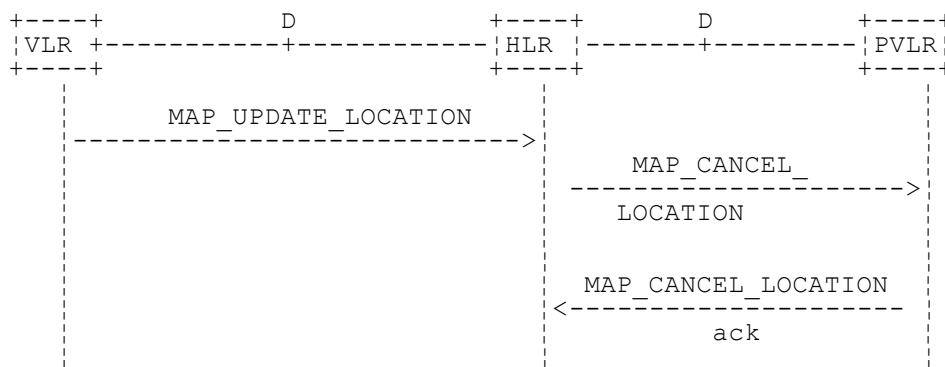 D D
VLR HLR PVLR
MAP_UPDATE_LOCATION
MAP_CANCEL_
LOCATION
MAP_CANCEL_LOCATION
ack